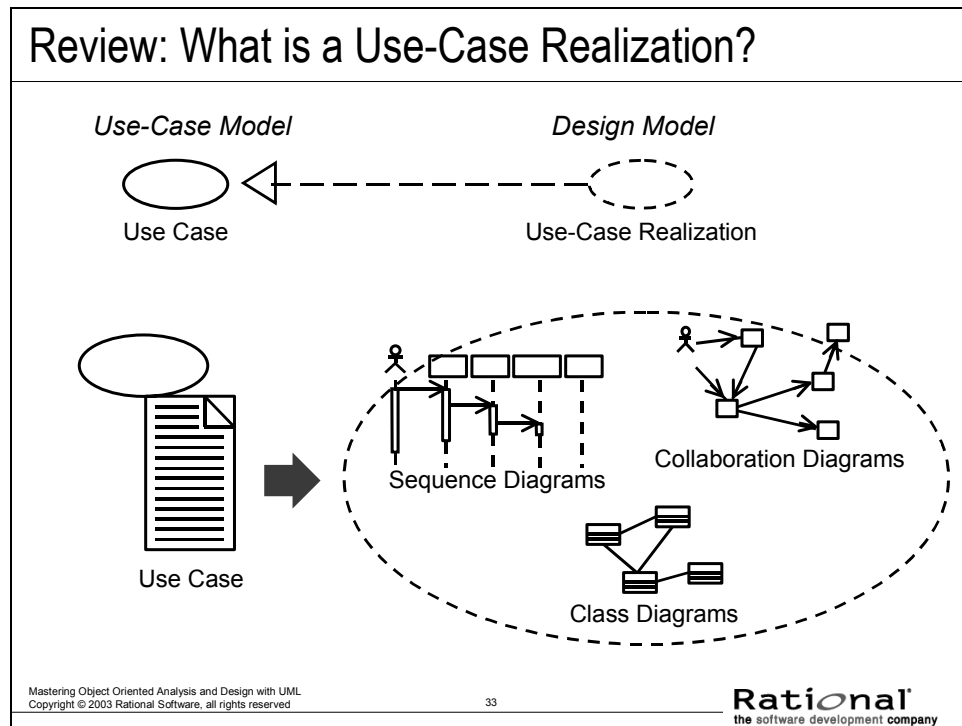 Review: What is a Use-Case Realization?
Use-Case Model
Design Model
Use Case
Use-Case Realization
Sequence Diagrams
Collaboration Diagrams
Use Case
Class Diagrams
Mastering Object Oriented Analysis and Design with UML
Copyright © 2003 Rational Software, all rights reserved
33
Rational
the software development company